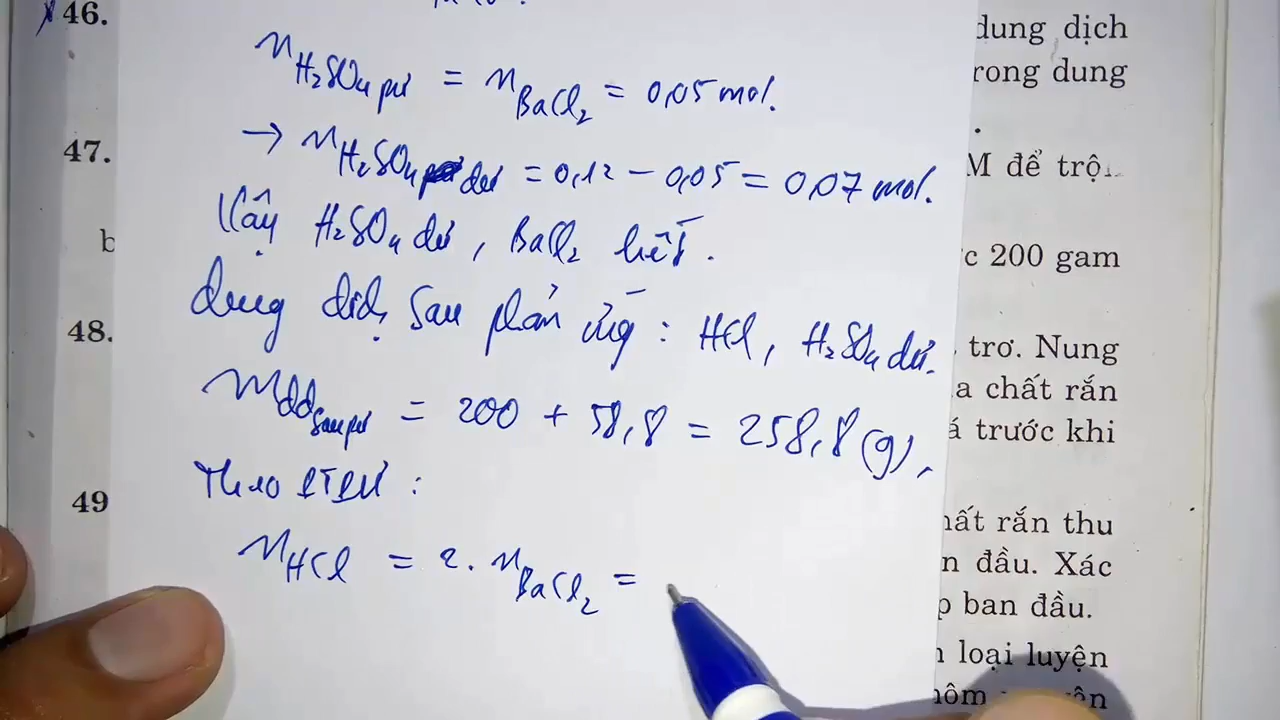 46.
dung dịch
rong dung
n H₂SO₄ pư = n BaCl₂ = 0,05 mol.
→ n H₂SO₄ dư = 0,12 − 0,05 = 0,07 mol.
47.
M để trộ
Vậy H₂SO₄ dư, BaCl₂ hết.
b
c 200 gam
dung dịch sau phản ứng: HCl, H₂SO₄ dư.
48.
trơ. Nung
a chất rắn
m dd sau pư = 200 + 58,8 = 258,8 (g),
á trước khi
Theo PTPƯ:
49
hất rắn thu
n HCl = 2. n BaCl₂ =
n đầu. Xác
p ban đầu.
loại luyện